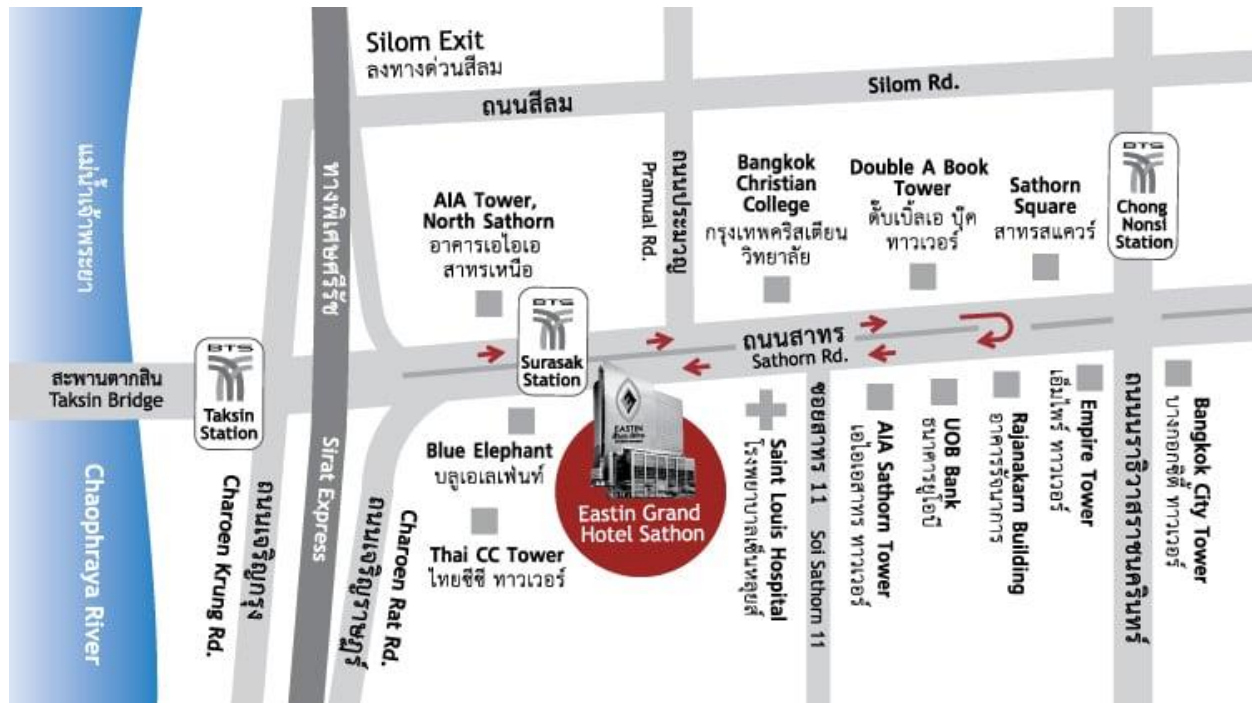 Silom Exit
ลงทางด่วนสีลม
ถนนสีลม
Silom Rd.
แม่น้ำเจ้าพระยา
Chaophraya River
ทางพิเศษศรีรัช
Sirat Express
AIA Tower,
North Sathorn
อาคารเอไอเอ
สาทรเหนือ
Pramual Rd.
ถนนประมวญ
Bangkok
Christian
College
กรุงเทพคริสเตียน
วิทยาลัย
Double A Book
Tower
ดั๊บเบิ้ลเอ บุ๊ค
ทาวเวอร์
Sathorn
Square
สาทรสแควร์
BTS
Chong
Nonsi
Station
BTS
Surasak
Station
BTS
Taksin
Station
สะพานตากสิน
Taksin Bridge
ถนนสาทร
Sathorn Rd.
Charoen Krung Rd.
ถนนเจริญกรุง
ถนนเจริญราษฎร์
Charoen Rat Rd.
Blue Elephant
บลูเอเลเฟ่นท์
Thai CC Tower
ไทยซีซี ทาวเวอร์
EASTIN
Eastin Grand
Hotel Sathon
Saint Louis Hospital
โรงพยาบาลเซ็นหลุยส์
ซอยสาทร 11
Soi Sathorn 11
AIA Sathorn Tower
เอไอเอสาทร ทาวเวอร์
UOB Bank
ธนาคารยูโอบี
Rajanakarn Building
อาคารรัจนาการ
Empire Tower
เอ็มไพร์ ทาวเวอร์
ถนนนราธิวาสราชนครินทร์
Bangkok City Tower
บางกอกซิตี้ ทาวเวอร์